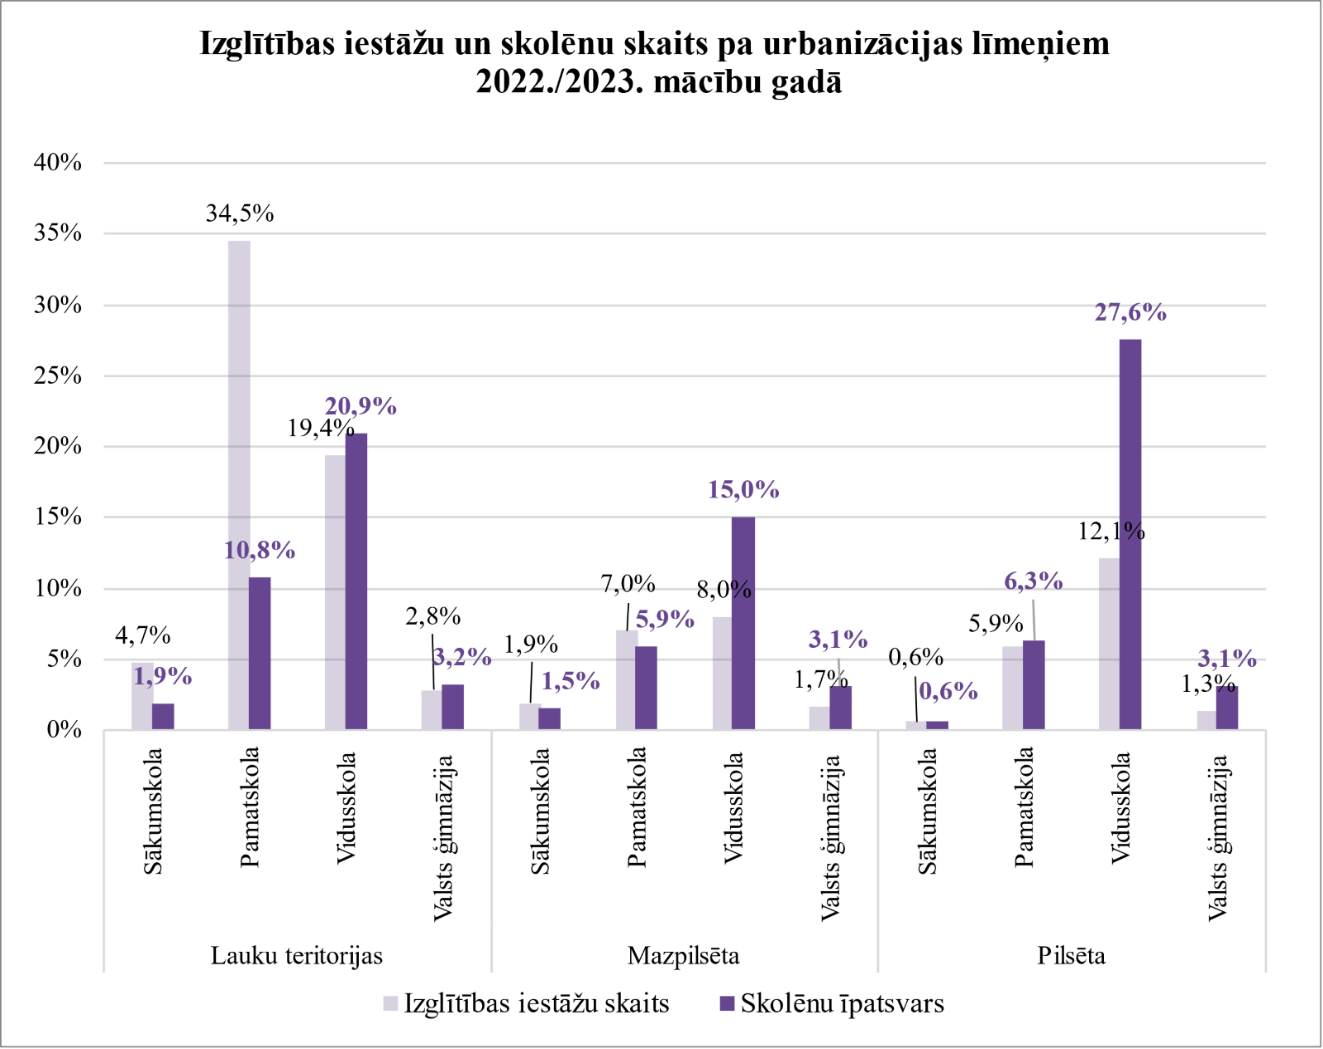 Izglītības iestāžu un skolēnu skaits pa urbanizācijas līmeņiem
2022./2023. mācību gadā
40%
35%
30%
25%
20%
15%
10%
5%
0%
4,7%
1,9%
34,5%
10,8%
19,4%
20,9%
2,8%
3,2%
1,9%
1,5%
7,0%
5,9%
8,0%
15,0%
1,7%
3,1%
0,6%
0,6%
5,9%
6,3%
12,1%
27,6%
1,3%
3,1%
Sākumskola
Pamatskola
Vidusskola
Valsts ģimnāzija
Sākumskola
Pamatskola
Vidusskola
Valsts ģimnāzija
Sākumskola
Pamatskola
Vidusskola
Valsts ģimnāzija
Lauku teritorijas
Mazpilsēta
Pilsēta
Izglītības iestāžu skaits
Skolēnu īpatsvars